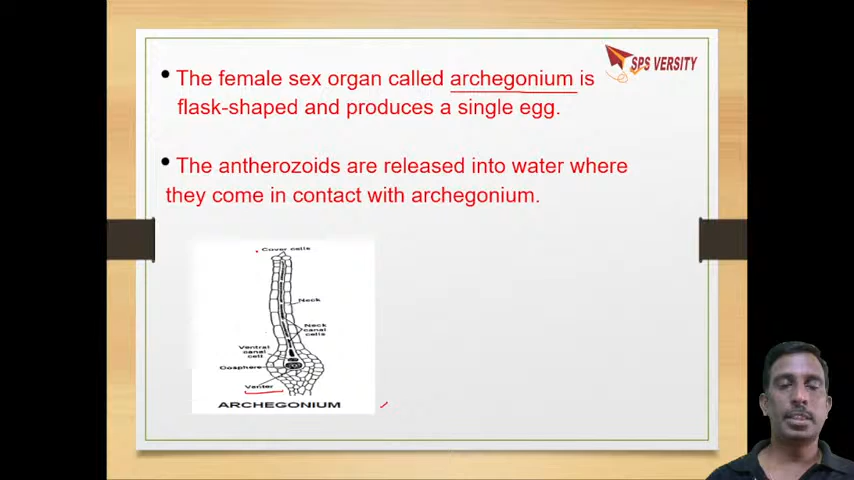 SPS VERSITY
• The female sex organ called archegonium is
flask-shaped and produces a single egg.
• The antherozoids are released into water where
they come in contact with archegonium.
Cover cells
Neck
Neck
canal
cells
Ventral
canal
cell
Oosphere
Venter
ARCHEGONIUM